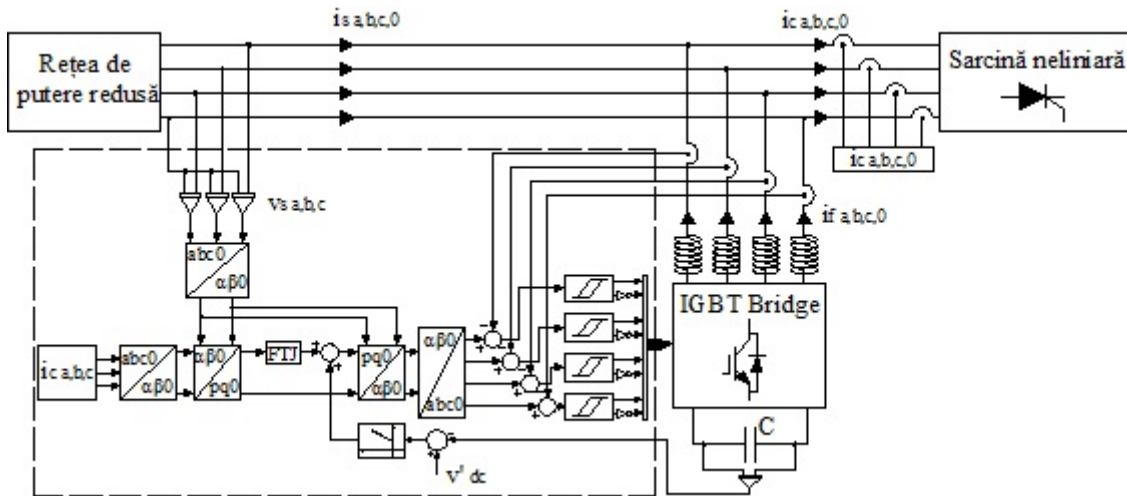 is a,b,c,0
ic a,b,c,0
Rețea de
putere redusă
Sarcină neliniară
ic a,b,c,0
vs a,b,c
if a,b,c,0
abc0
αβ0
IGBT Bridge
ic a,b,c
abc0
αβ0
αβ0
pq0
FTJ
+
+
pq0
αβ0
αβ0
abc0
-
+
-
+
-
+
-
+
C
-
+
v* dc